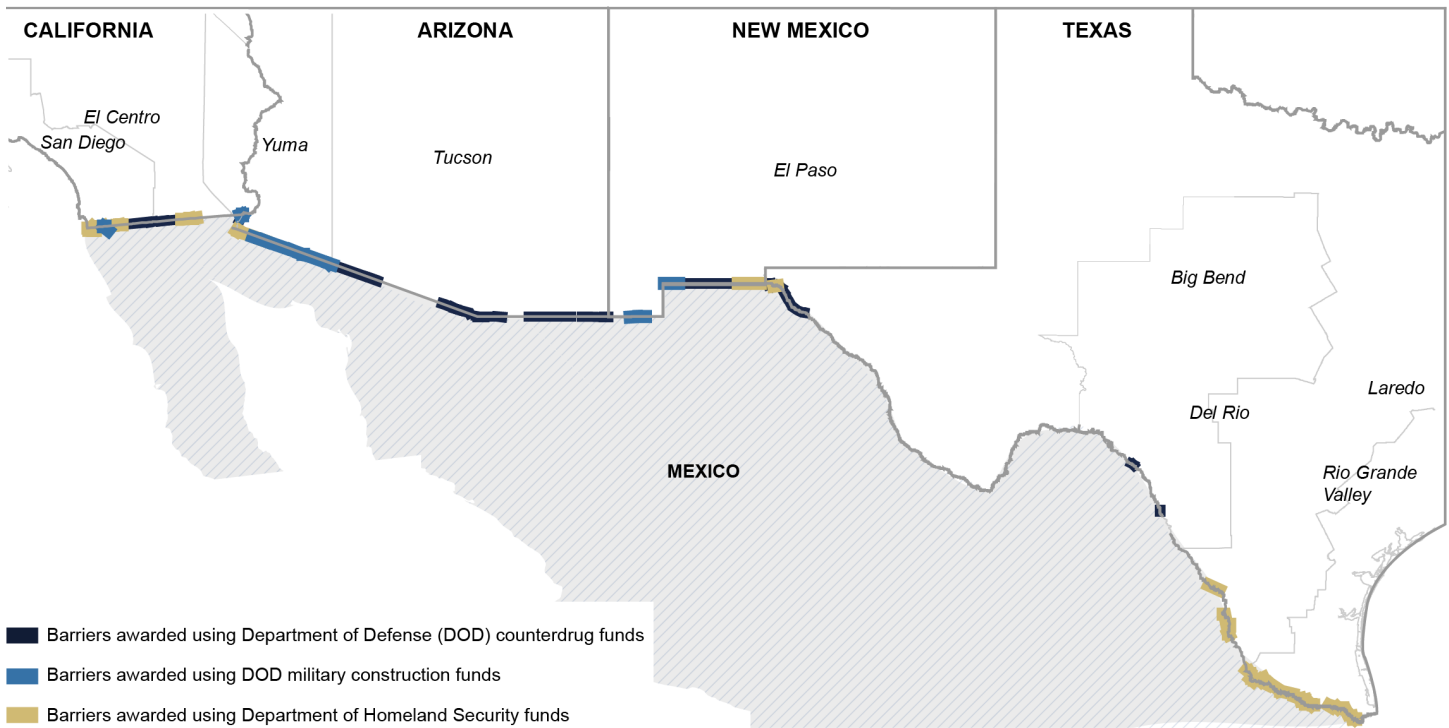 CALIFORNIA
ARIZONA
NEW MEXICO
TEXAS
El Centro
San Diego
Yuma
Tucson
El Paso
Big Bend
Laredo
Del Rio
Rio Grande
Valley
MEXICO
Barriers awarded using Department of Defense (DOD) counterdrug funds
Barriers awarded using DOD military construction funds
Barriers awarded using Department of Homeland Security funds